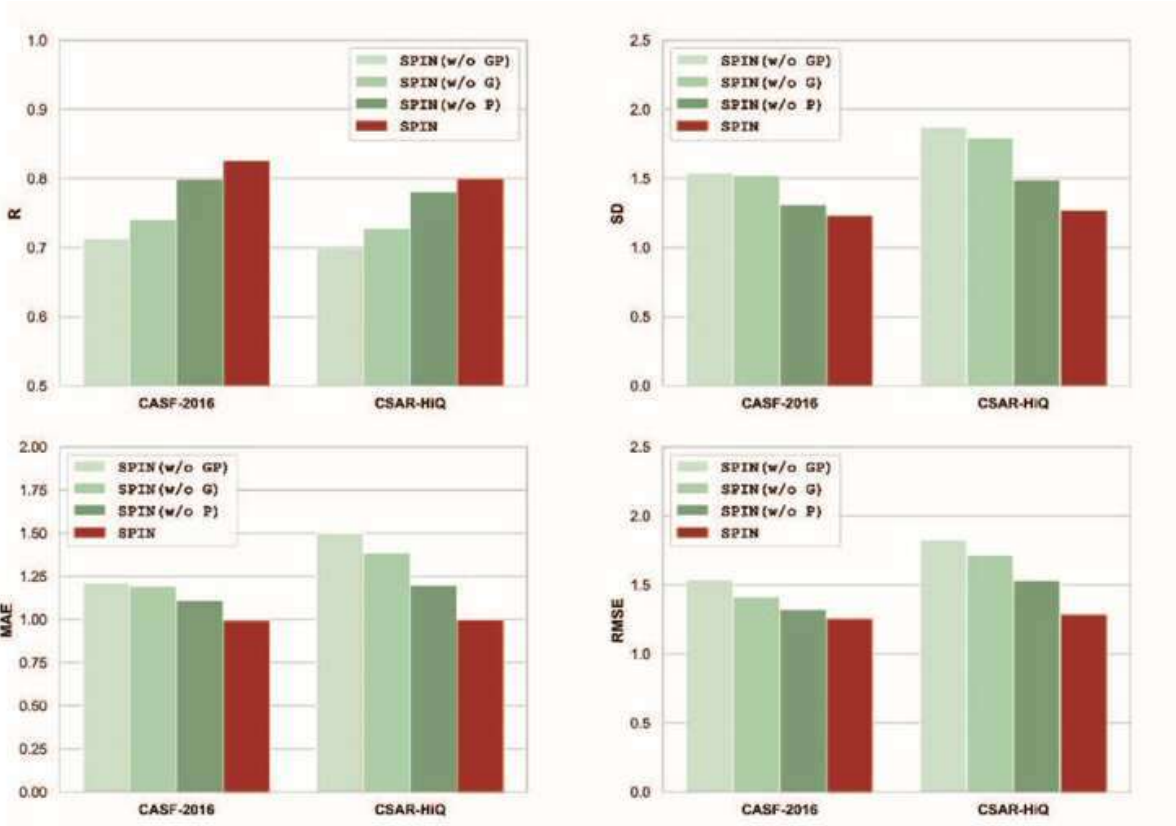 1.0
0.9
0.8
0.7
0.6
0.5
R
SPIN(w/o GP)
SPIN(w/o G)
SPIN(w/o P)
SPIN
CASF-2016
CSAR-HiQ
2.5
2.0
1.5
1.0
0.5
0.0
SD
SPIN(w/o GP)
SPIN(w/o G)
SPIN(w/o P)
SPIN
CASF-2016
CSAR-HiQ
2.00
1.75
1.50
1.25
1.00
0.75
0.50
0.25
0.00
MAE
SPIN(w/o GP)
SPIN(w/o G)
SPIN(w/o P)
SPIN
CASF-2016
CSAR-HiQ
2.5
2.0
1.5
1.0
0.5
0.0
RMSE
SPIN(w/o GP)
SPIN(w/o G)
SPIN(w/o P)
SPIN
CASF-2016
CSAR-HiQ